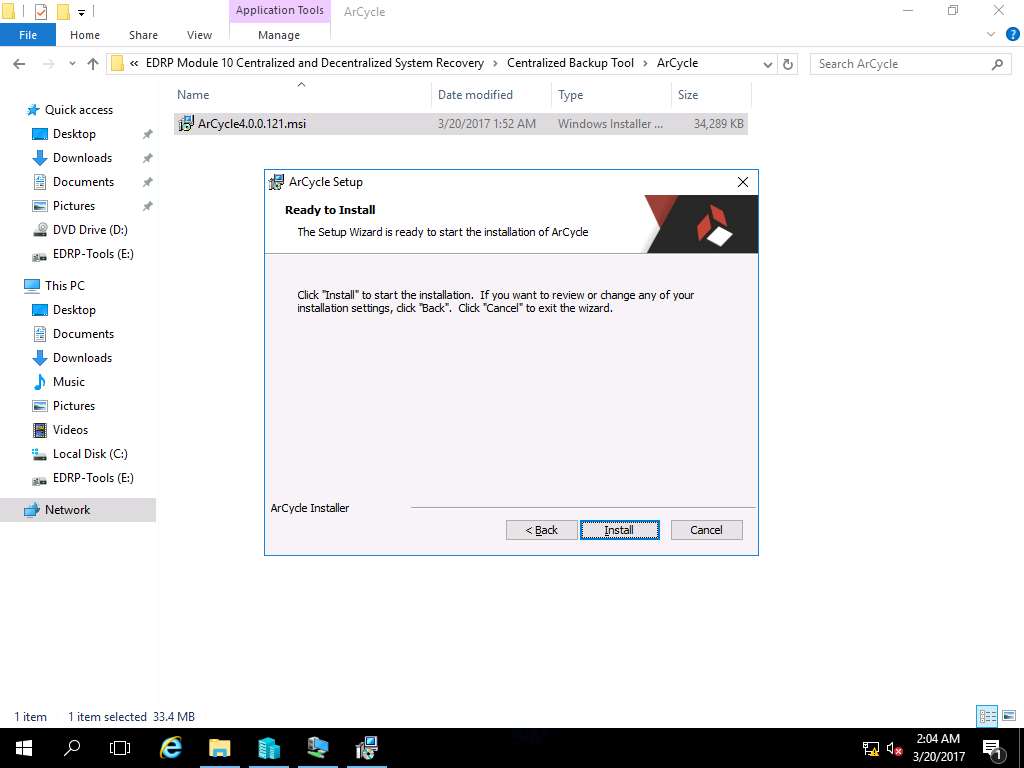 Application Tools
ArCycle
File
Home
Share
View
Manage
« EDRP Module 10 Centralized and Decentralized System Recovery › Centralized Backup Tool › ArCycle
Search ArCycle
Name
Date modified
Type
Size
ArCycle4.0.0.121.msi
3/20/2017 1:52 AM
Windows Installer ...
34,289 KB
Quick access
Desktop
Downloads
Documents
Pictures
DVD Drive (D:)
EDRP-Tools (E:)
This PC
Desktop
Documents
Downloads
Music
Pictures
Videos
Local Disk (C:)
EDRP-Tools (E:)
Network
ArCycle Setup
Ready to Install
The Setup Wizard is ready to start the installation of ArCycle
Click "Install" to start the installation.  If you want to review or change any of your
installation settings, click "Back".  Click "Cancel" to exit the wizard.
ArCycle Installer
< Back
Install
Cancel
1 item
1 item selected  33.4 MB
2:04 AM
3/20/2017
1